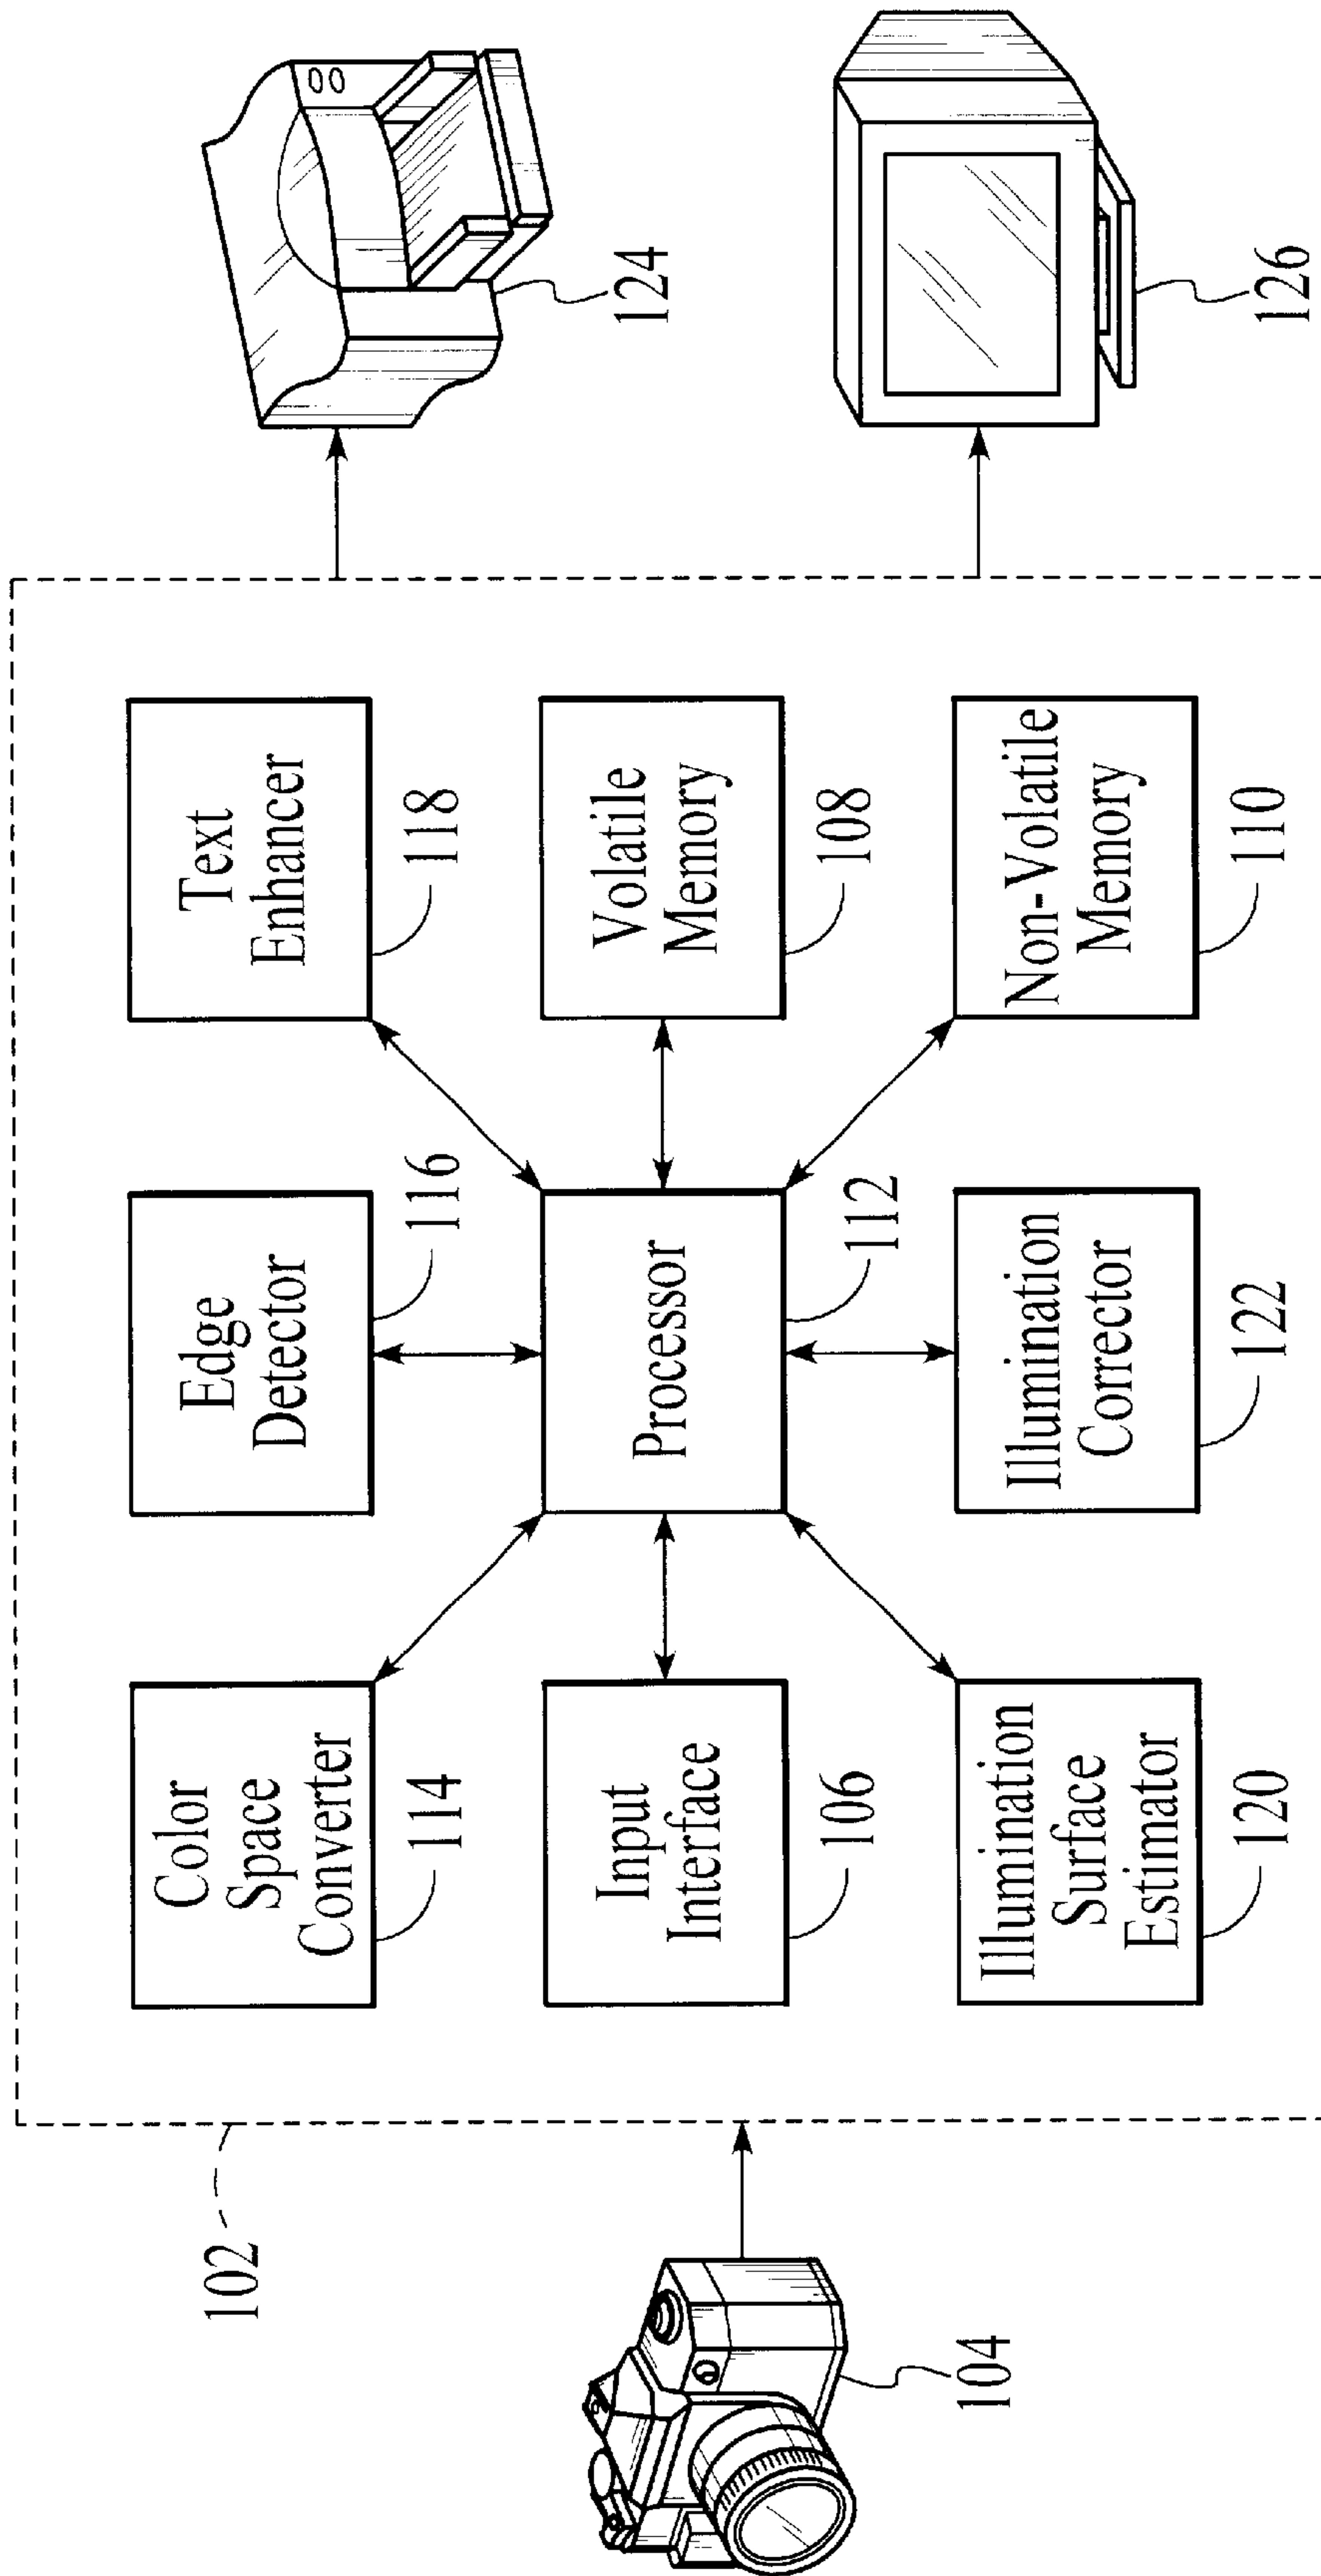 102
Color
Space
Converter
114
Edge
Detector
116
Text
Enhancer
118
124
Input
Interface
106
Processor
112
Volatile
Memory
108
104
Illumination
Surface
Estimator
120
Illumination
Corrector
122
Non-Volatile
Memory
110
126